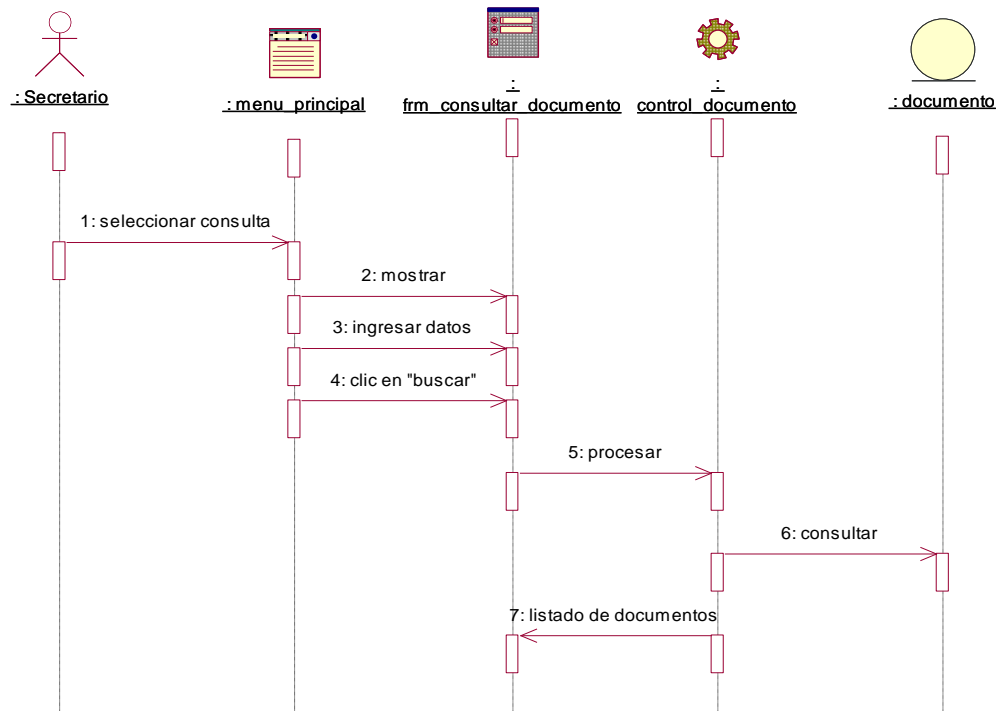 : Secretario
: menu_principal
:
frm_consultar_documento
:
control_documento
: documento
1: seleccionar consulta
2: mostrar
3: ingresar datos
4: clic en "buscar"
5: procesar
6: consultar
7: listado de documentos